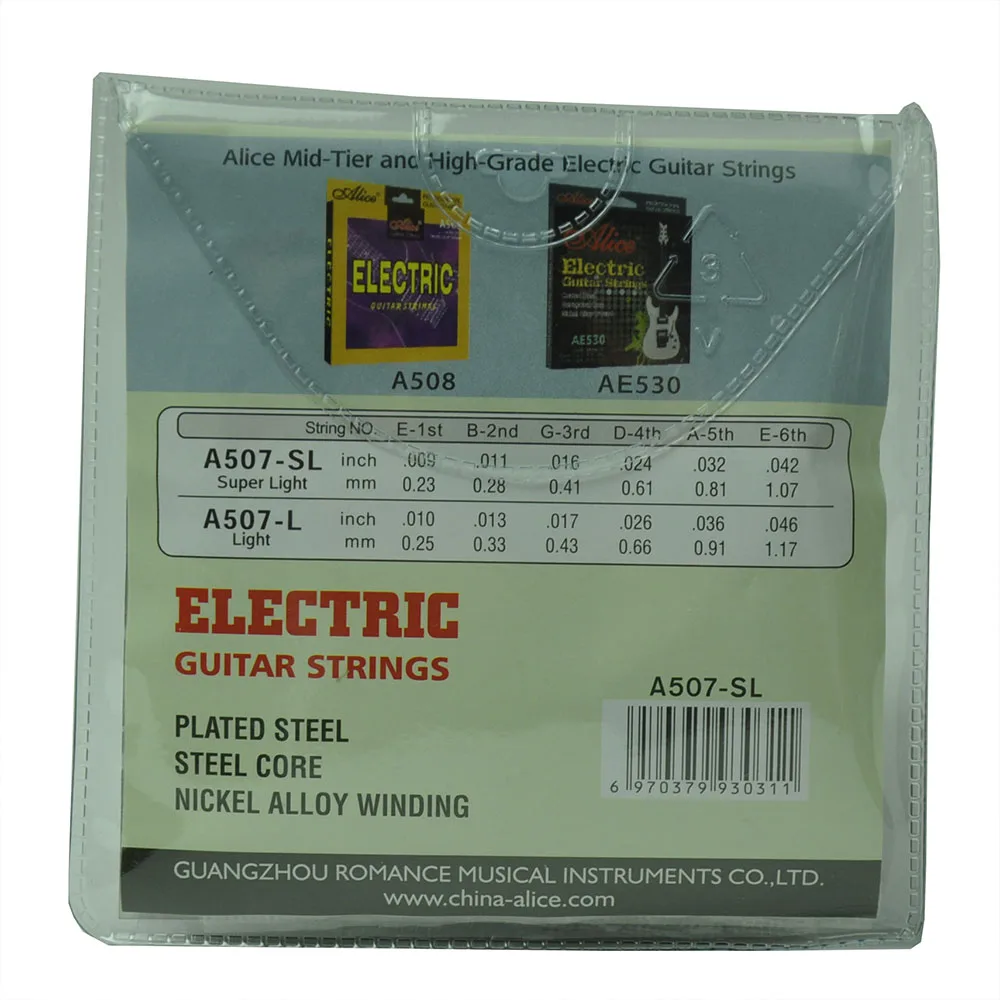 Alice Mid-Tier and High-Grade Electric Guitar Strings
Alice
ELECTRIC
ELECTRIC
GUITAR STRINGS
Alice
Electric
Guitar Strings
AE530
A508
AE530
3
String NO. E-1st B-2nd G-3rd D-4th A-5th E-6th
A507-SL inch .009 .011 .016 .024 .032 .042
Super Light mm 0.23 0.28 0.41 0.61 0.81 1.07
A507-L inch .010 .013 .017 .026 .036 .046
Light mm 0.25 0.33 0.43 0.66 0.91 1.17
ELECTRIC
GUITAR STRINGS
A507-SL
PLATED STEEL
STEEL CORE
NICKEL ALLOY WINDING
6 970379 930311
GUANGZHOU ROMANCE MUSICAL INSTRUMENTS CO.,LTD.
www.china-alice.com